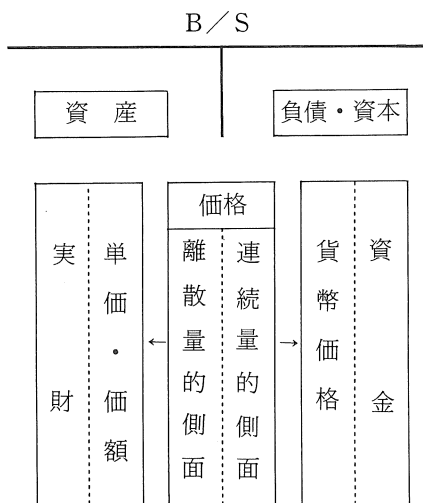 B／S
資産
負債・資本
価格
実財
単価・価額
←
離散量的側面
連続量的側面
→
貨幣価格
資金